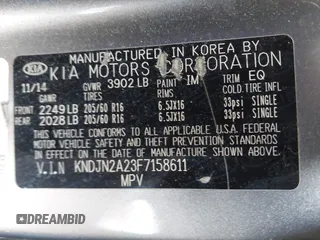 MANUFACTURED IN KOREA BY
KIA KIA MOTORS CORPORATION
11/14 GVWR 3902 LB PAINT IM TRIM EQ
COLD.TIRE INFL
FRONT 2249LB 205/60 R16 6.5JX16 33psi SINGLE
REAR 2028LB 205/60 R16 6.5JX16 33psi SINGLE
THIS VEHICLE CONFORMS TO ALL APPLICABLE U.S. FEDERAL MOTOR
VEHICLE SAFETY BUMPER, AND THEFT PREVENTION STANDARDS IN
EFFECT ON THE DATE OF MANUFACTURE SHOWN ABOVE.
V.I.N KNDJN2A23F7158611
MPV
DREAMBID